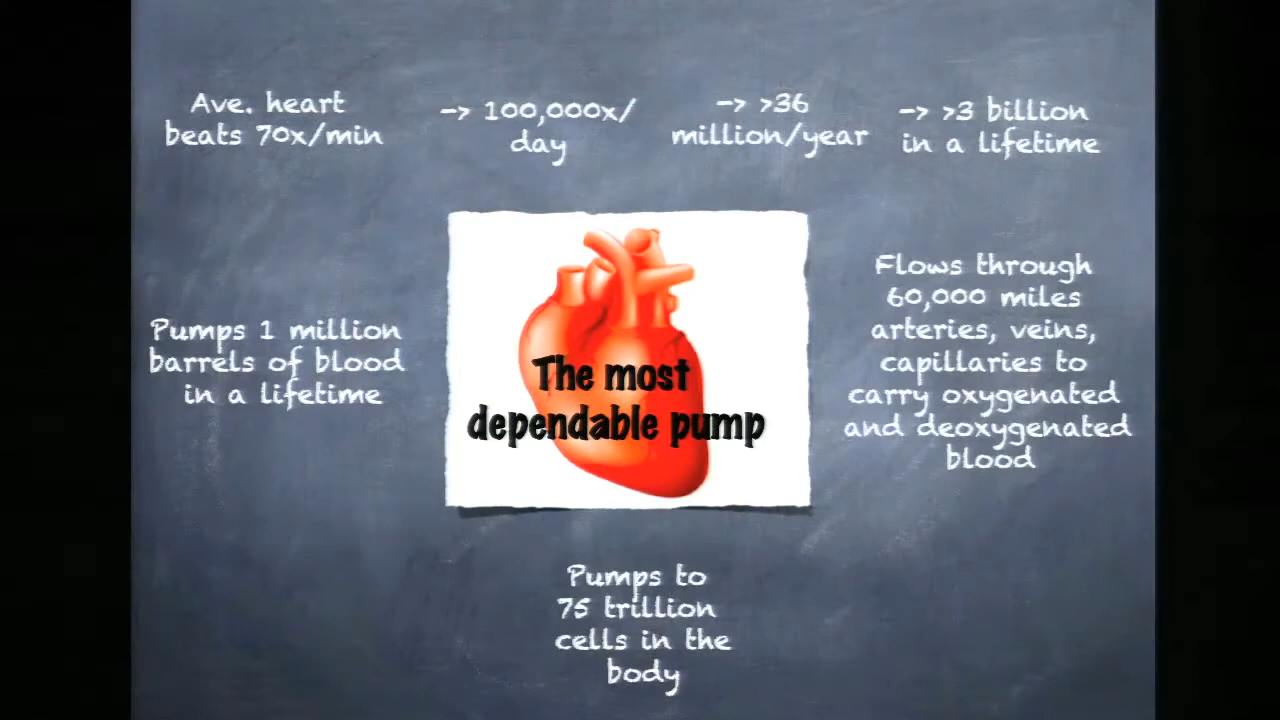 Ave. heart
beats 70x/min
-> 100,000x/
day
-> >36
million/year
-> >3 billion
in a lifetime
Pumps 1 million
barrels of blood
in a lifetime
The most
dependable pump
Flows through
60,000 miles
arteries, veins,
capillaries to
carry oxygenated
and deoxygenated
blood
Pumps to
75 trillion
cells in the
body